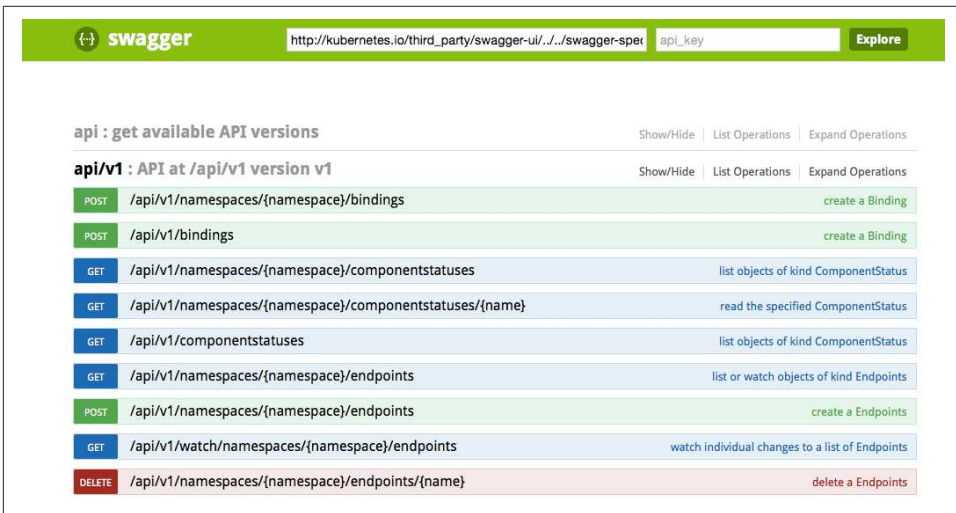 {··} swagger http://kubernetes.io/third_party/swagger-ui/../../swagger-spec api_key Explore
api : get available API versions Show/Hide List Operations Expand Operations
api/v1 : API at /api/v1 version v1 Show/Hide List Operations Expand Operations
POST /api/v1/namespaces/{namespace}/bindings create a Binding
POST /api/v1/bindings create a Binding
GET /api/v1/namespaces/{namespace}/componentstatuses list objects of kind ComponentStatus
GET /api/v1/namespaces/{namespace}/componentstatuses/{name} read the specified ComponentStatus
GET /api/v1/componentstatuses list objects of kind ComponentStatus
GET /api/v1/namespaces/{namespace}/endpoints list or watch objects of kind Endpoints
POST /api/v1/namespaces/{namespace}/endpoints create a Endpoints
GET /api/v1/watch/namespaces/{namespace}/endpoints watch individual changes to a list of Endpoints
DELETE /api/v1/namespaces/{namespace}/endpoints/{name} delete a Endpoints